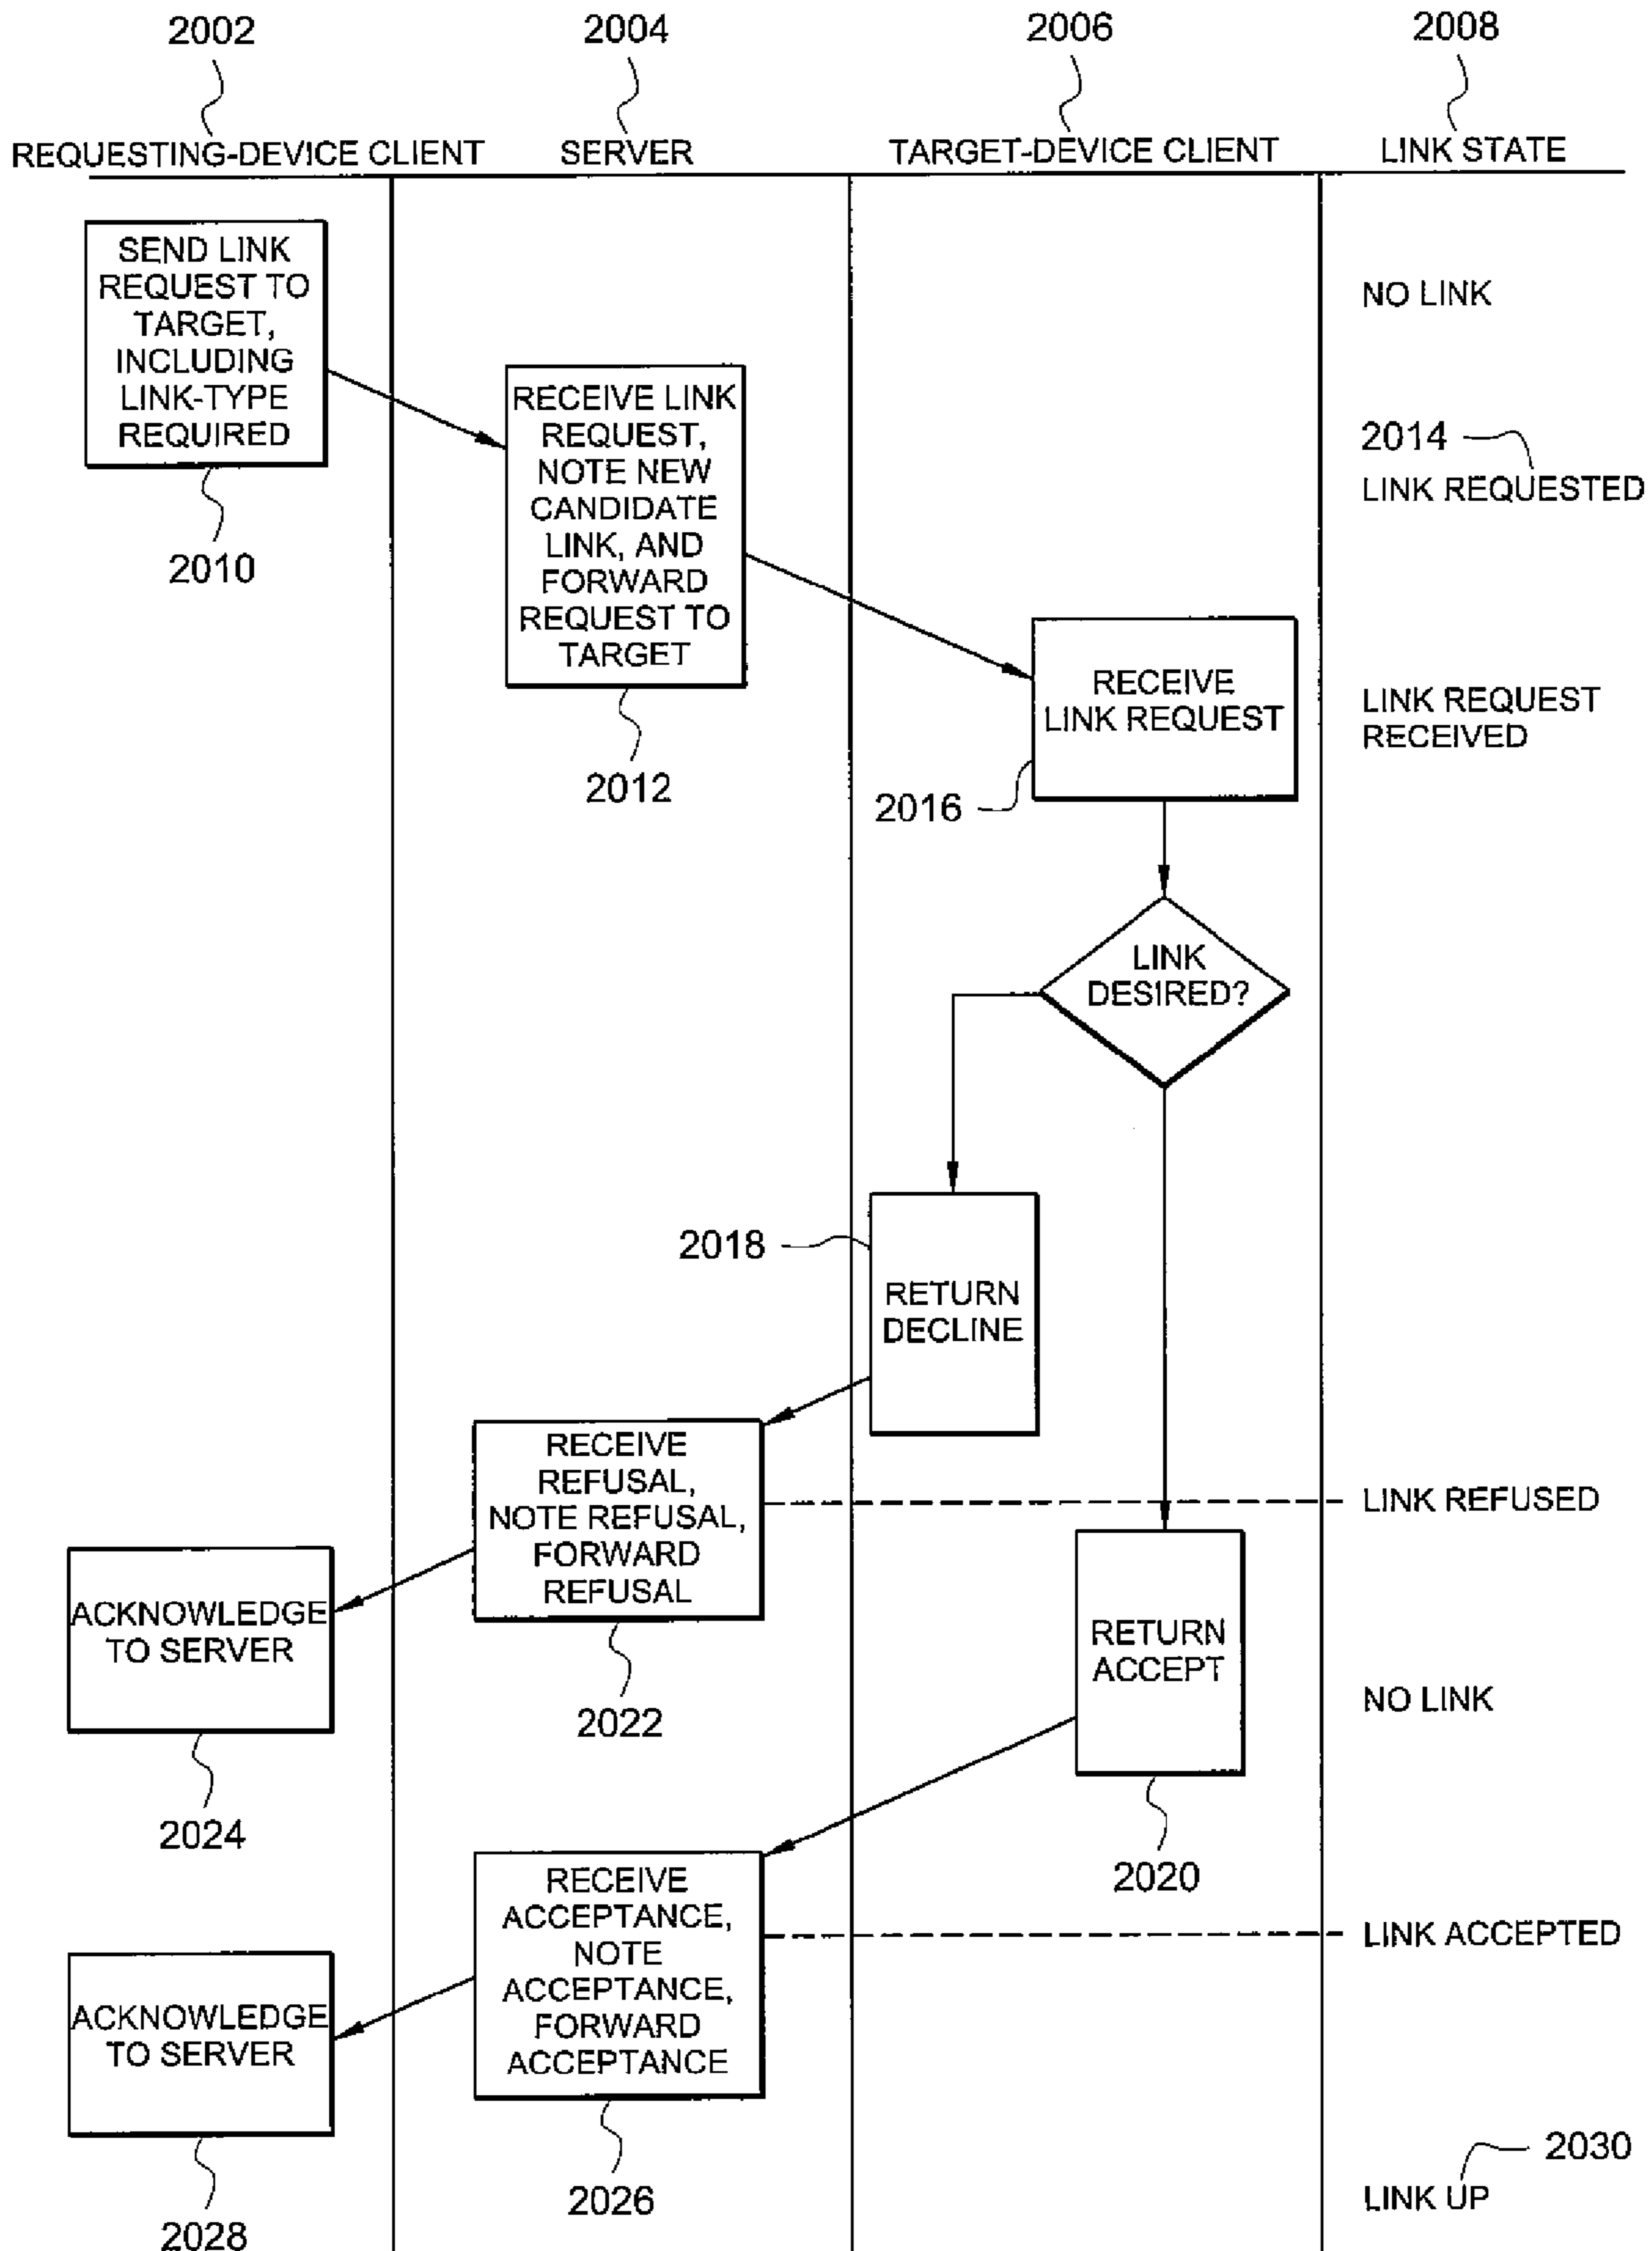 2002
2004
2006
2008
REQUESTING-DEVICE CLIENT
SERVER
TARGET-DEVICE CLIENT
LINK STATE
SEND LINK
REQUEST TO
TARGET,
INCLUDING
LINK-TYPE
REQUIRED
2010
NO LINK
RECEIVE LINK
REQUEST,
NOTE NEW
CANDIDATE
LINK, AND
FORWARD
REQUEST TO
TARGET
2012
2014
LINK REQUESTED
RECEIVE
LINK REQUEST
2016
LINK REQUEST
RECEIVED
LINK
DESIRED?
2018
RETURN
DECLINE
RECEIVE
REFUSAL,
NOTE REFUSAL,
FORWARD
REFUSAL
2022
LINK REFUSED
ACKNOWLEDGE
TO SERVER
2024
RETURN
ACCEPT
2020
NO LINK
RECEIVE
ACCEPTANCE,
NOTE
ACCEPTANCE,
FORWARD
ACCEPTANCE
2026
LINK ACCEPTED
ACKNOWLEDGE
TO SERVER
2028
2030
LINK UP